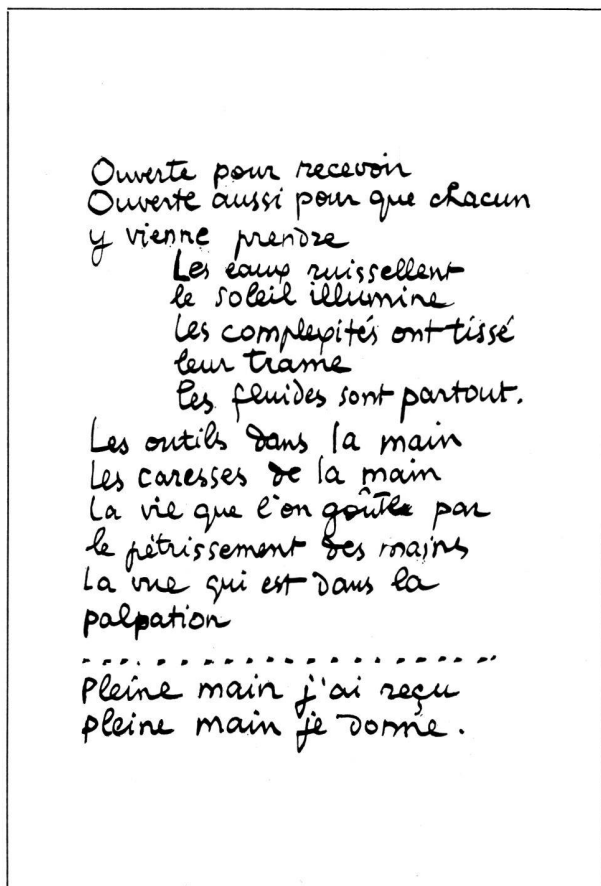 Ouverte pour recevoir
Ouverte aussi pour que chacun
y vienne prendre
Les eaux ruissellent
le soleil illumine
Les complexités ont tissé
leur trame
les fluides sont partout.
Les outils dans la main
Les caresses de la main
La vie que l'on goûte par
le pétrissement des mains
La vue qui est dans la
palpation
....................
Pleine main j'ai reçu
pleine main je donne.